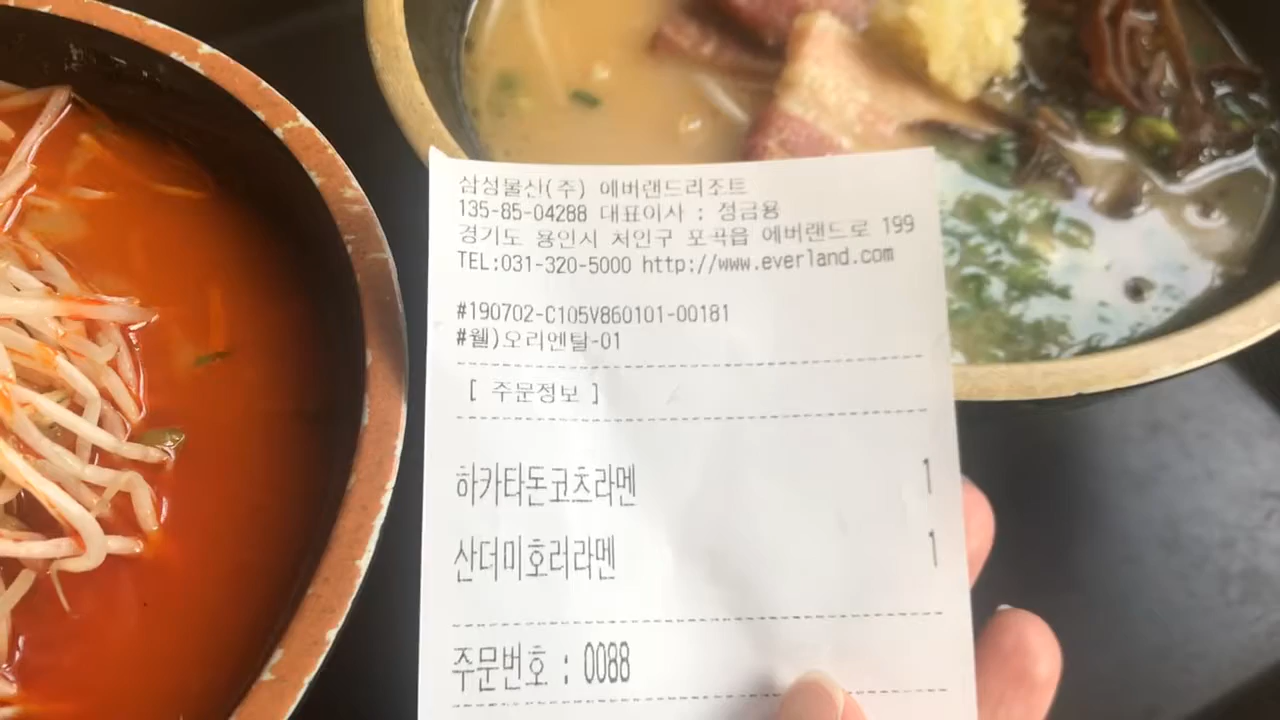 삼성물산(주) 에버랜드리조트
135-85-04288 대표이사 : 정금용
경기도 용인시 처인구 포곡읍 에버랜드로 199
TEL:031-320-5000 http://www.everland.com
#190702-C105V860101-00181
#웰)오리엔탈-01
[ 주문정보 ]
하카타돈코츠라멘 1
산더미호러라멘 1
주문번호 : 0088